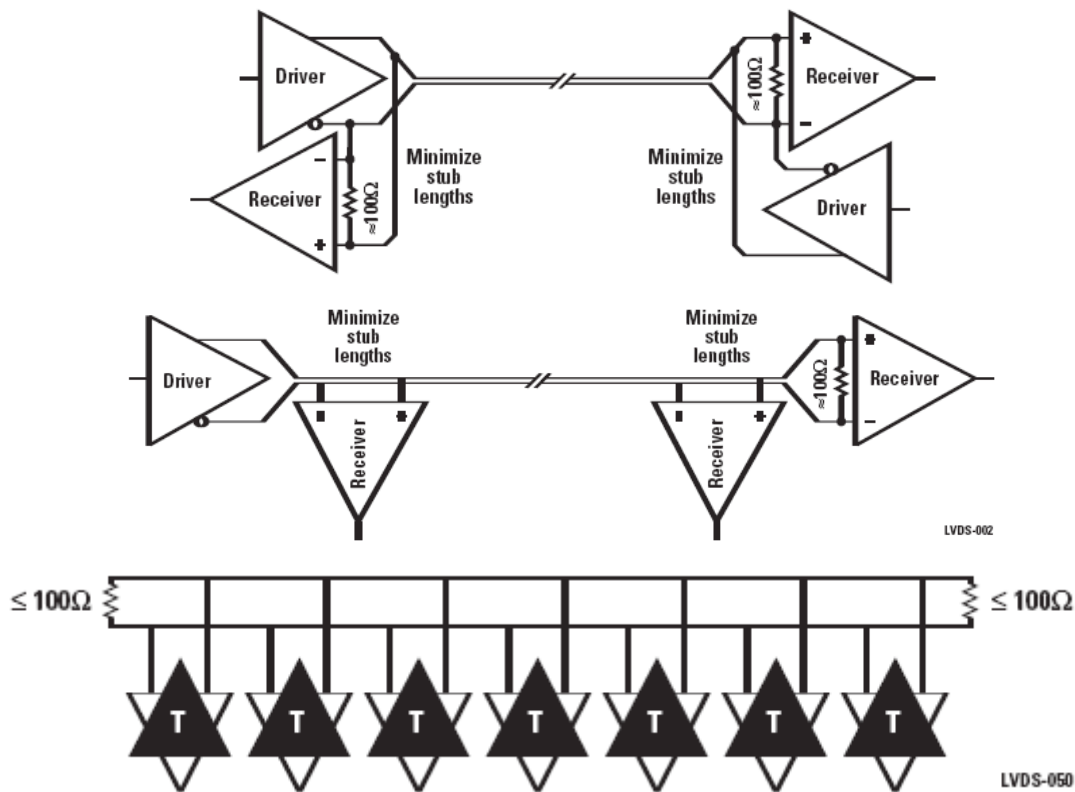 Driver
Receiver
≈100Ω
+
-
Minimize
stub
lengths
-
+
Receiver
≈100Ω
Minimize
stub
lengths
Driver
Minimize
stub
lengths
Minimize
stub
lengths
Driver
- +
Receiver
- +
Receiver
≈100Ω
+
-
Receiver
LVDS-002
≤ 100Ω
≤ 100Ω
T T T T T T T
LVDS-050